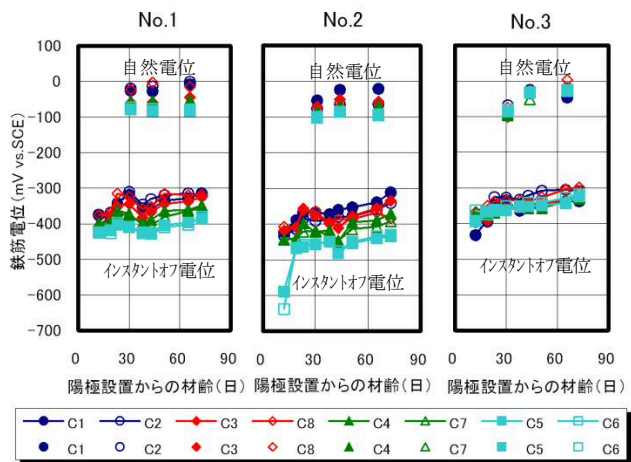 No.1 No.2 No.3
100
0
-100
-200
-300
-400
-500
-600
-700
鉄筋電位(mV vs.SCE)
自然電位 自然電位 自然電位
インスタントオフ電位 インスタントオフ電位 インスタントオフ電位
0 30 60 90 0 30 60 90 0 30 60 90
陽極設置からの材齢(日) 陽極設置からの材齢(日) 陽極設置からの材齢(日)
C1 C2 C3 C8 C4 C7 C5 C6
C1 C2 C3 C8 C4 C7 C5 C6